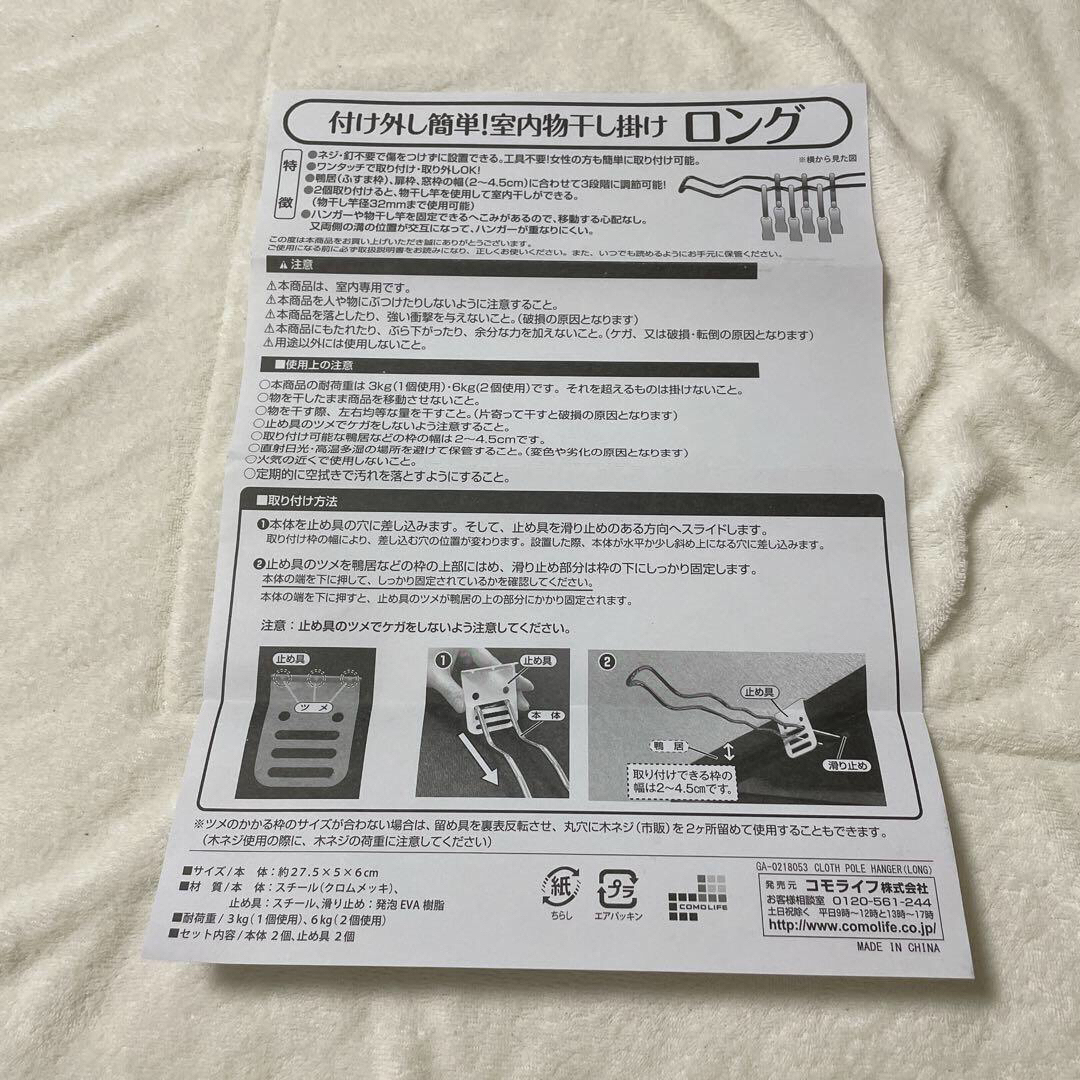 付け外し簡単!室内物干し掛け ロング
特徴
●ネジ・釘不要で傷をつけずに設置できる。工具不要!女性の方も簡単に取り付け可能。
●ワンタッチで取り付け・取り外しOK!
●鴨居(ふすま枠)、扉枠、窓枠の幅(2〜4.5cm)に合わせて3段階に調節可能!
●2個取り付けると、物干し竿を使用して室内干しができる。
(物干し竿径32mmまで使用可能)
●ハンガーや物干し竿を固定できるへこみがあるので、移動する心配なし。
又両側の溝の位置が交互になって、ハンガーが重なりにくい。
※横から見た図
この度は本商品をお買い上げいただき誠にありがとうございます。
ご使用になる前に必ず取扱説明書をお読みになり、正しくお使いください。また、いつでも読めるようにお手元に保管ください。
⚠注意
⚠本商品は、室内専用です。
⚠本商品を人や物にぶつけたりしないように注意すること。
⚠本商品を落としたり、強い衝撃を与えないこと。(破損の原因となります)
⚠本商品にもたれたり、ぶら下がったり、余分な力を加えないこと。(ケガ、又は破損・転倒の原因となります)
⚠用途以外には使用しないこと。
■使用上の注意
○本商品の耐荷重は3kg(1個使用)・6kg(2個使用)です。それを超えるものは掛けないこと。
○物を干したまま商品を移動させないこと。
○物を干す際、左右均等な量を干すこと。(片寄って干すと破損の原因となります)
○止め具のツメでケガをしないよう注意すること。
○取り付け可能な鴨居などの枠の幅は2〜4.5cmです。
○直射日光・高温多湿の場所を避けて保管すること。(変色や劣化の原因となります)
○火気の近くで使用しないこと。
○定期的に空拭きで汚れを落とすようにすること。
■取り付け方法
❶本体を止め具の穴に差し込みます。そして、止め具を滑り止めのある方向へスライドします。
取り付け枠の幅により、差し込む穴の位置が変わります。設置した際、本体が水平か少し斜め上になる穴に差し込みます。
❷止め具のツメを鴨居などの枠の上部にはめ、滑り止め部分は枠の下にしっかり固定します。
本体の端を下に押して、しっかり固定されているかを確認してください。
本体の端を下に押すと、止め具のツメが鴨居の上の部分にかかり固定されます。
注意:止め具のツメでケガをしないよう注意してください。
止め具
ツメ
❶
止め具
本体
❷
止め具
鴨居
滑り止め
取り付けできる枠の
幅は2〜4.5㎝です。
※ツメのかかる枠のサイズが合わない場合は、留め具を裏表反転させ、丸穴に木ネジ(市販)を2ヶ所留めて使用することもできます。
(木ネジ使用の際に、木ネジの荷重に注意してください)
■サイズ/本 体:約27.5×5×6cm
■材 質/本 体:スチール(クロムメッキ)、
止め具:スチール、滑り止め:発泡EVA樹脂
■耐荷重/3kg(1個使用)、6kg(2個使用)
■セット内容/本体2個、止め具2個
紙
ちらし
プラ
エアパッキン
COMOLIFE
GA-0218053 CLOTH POLE HANGER(LONG)
発売元 コモライフ株式会社
お客様相談室 0120-561-244
土日祝除く 平日9時〜12時と13時〜17時
http://www.comolife.co.jp/
MADE IN CHINA